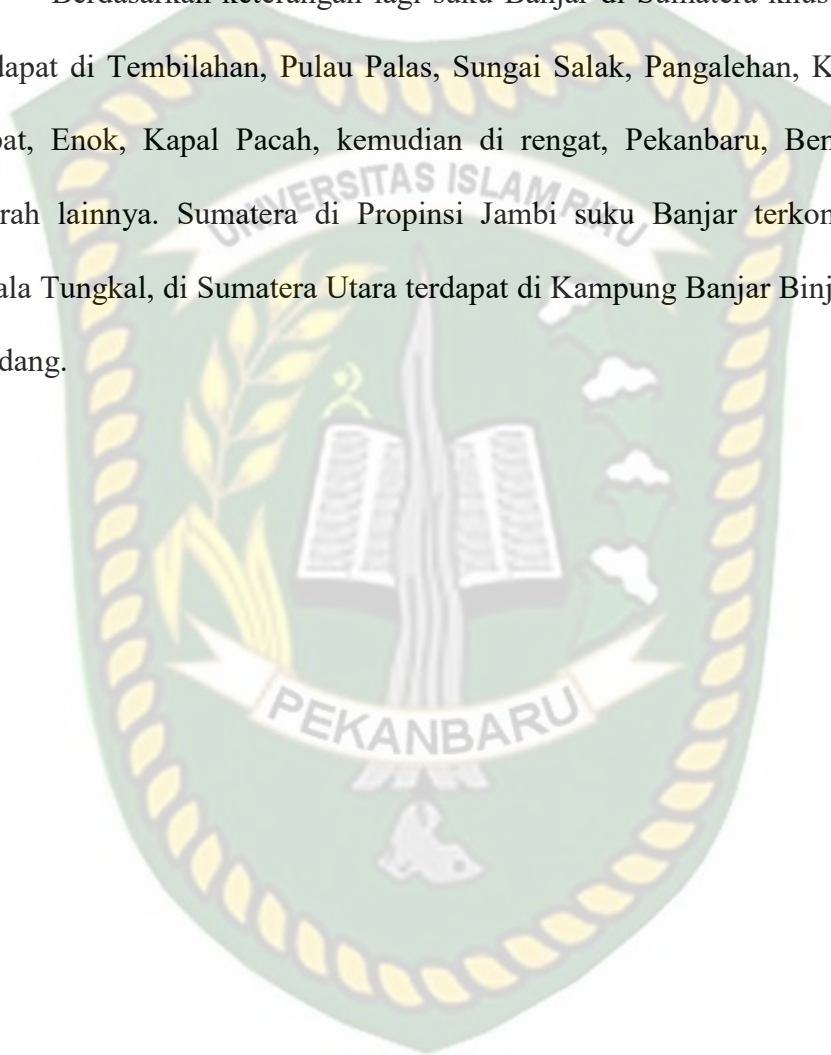 Berdasarkan keterangan lagi suku Banjar di Sumatera
dapat di Tembilahan, Pulau Palas, Sungai Salak, Pangalehan, K
pat, Enok, Kapal Pacah, kemudian di rengat, Pekanbaru, Ben
rah lainnya. Sumatera di Propinsi Jambi suku Banjar terkon
ala Tungkal, di Sumatera Utara terdapat di Kampung Banjar Binj
dang.
UNIVERSITAS ISLAM RIAU
PEKANBARU